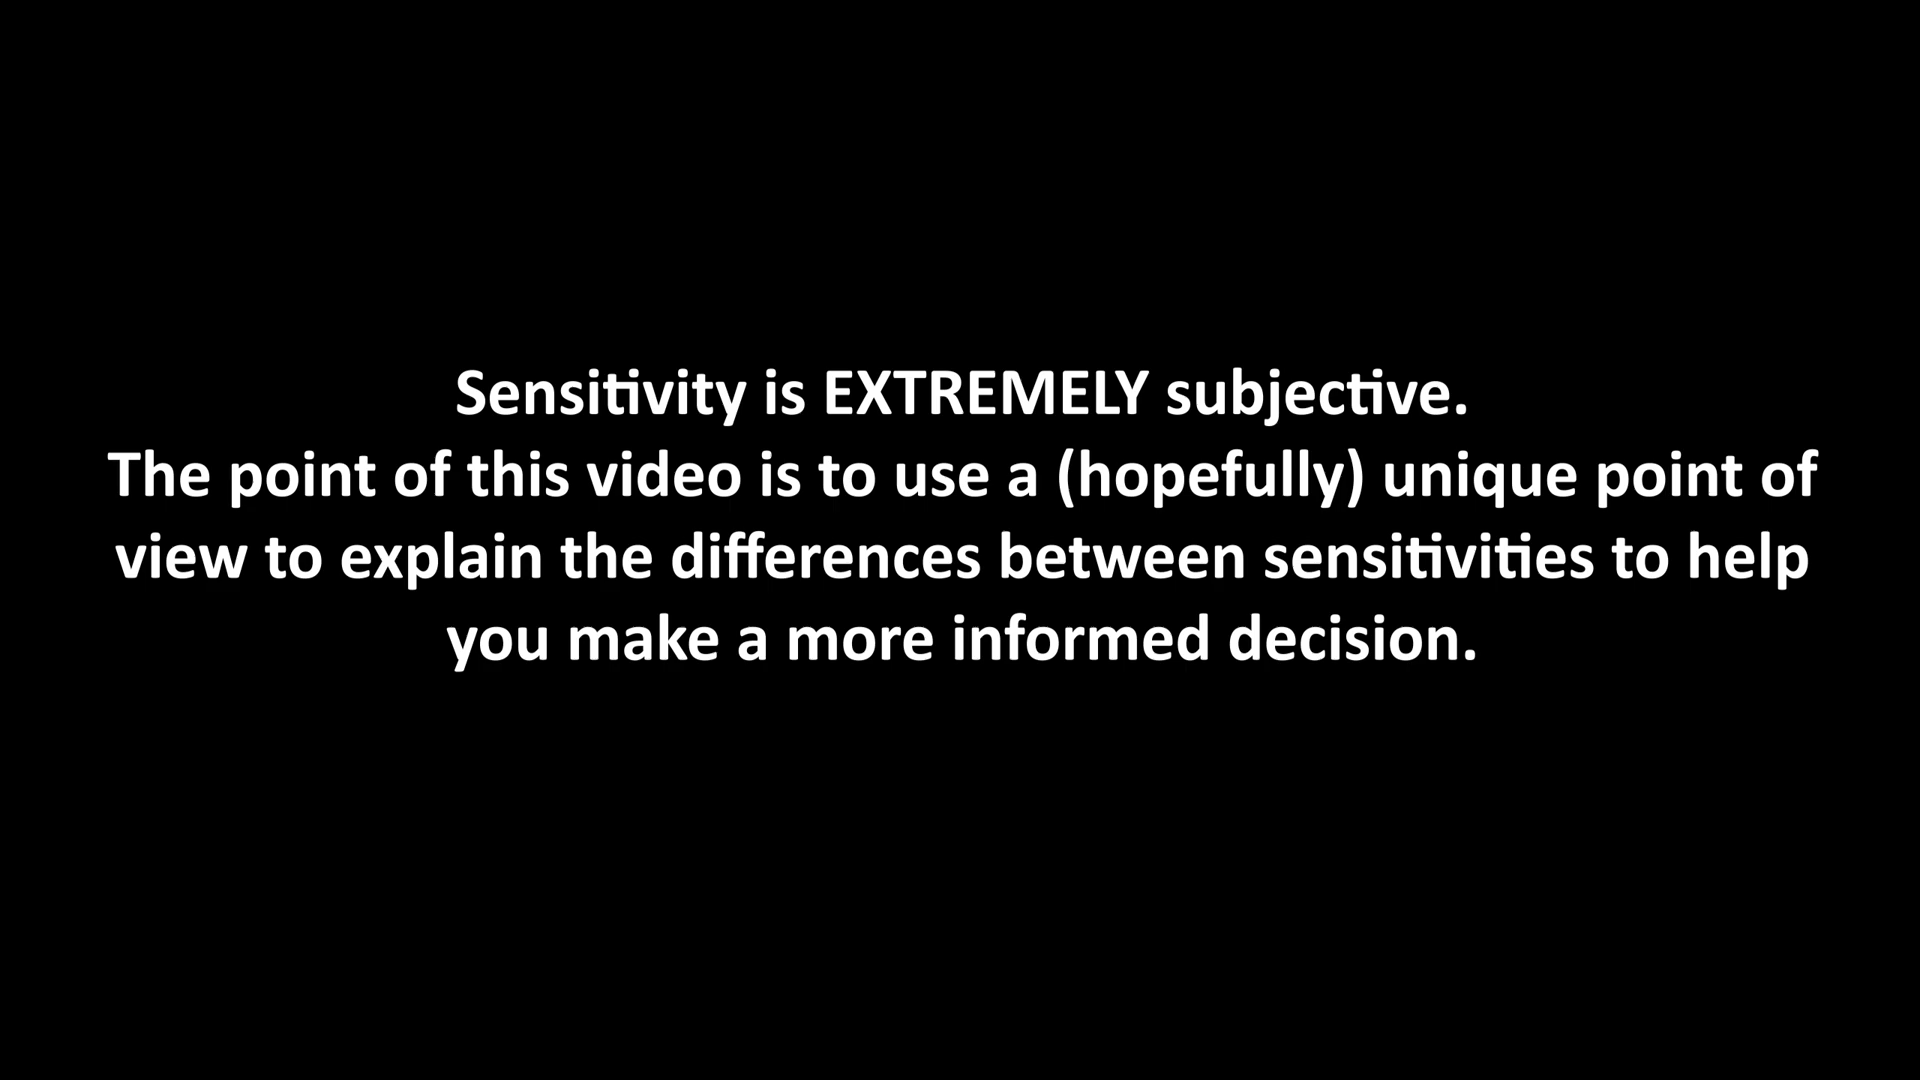 Sensitivity is EXTREMELY subjective.
The point of this video is to use a (hopefully) unique point of
view to explain the differences between sensitivities to help
you make a more informed decision.